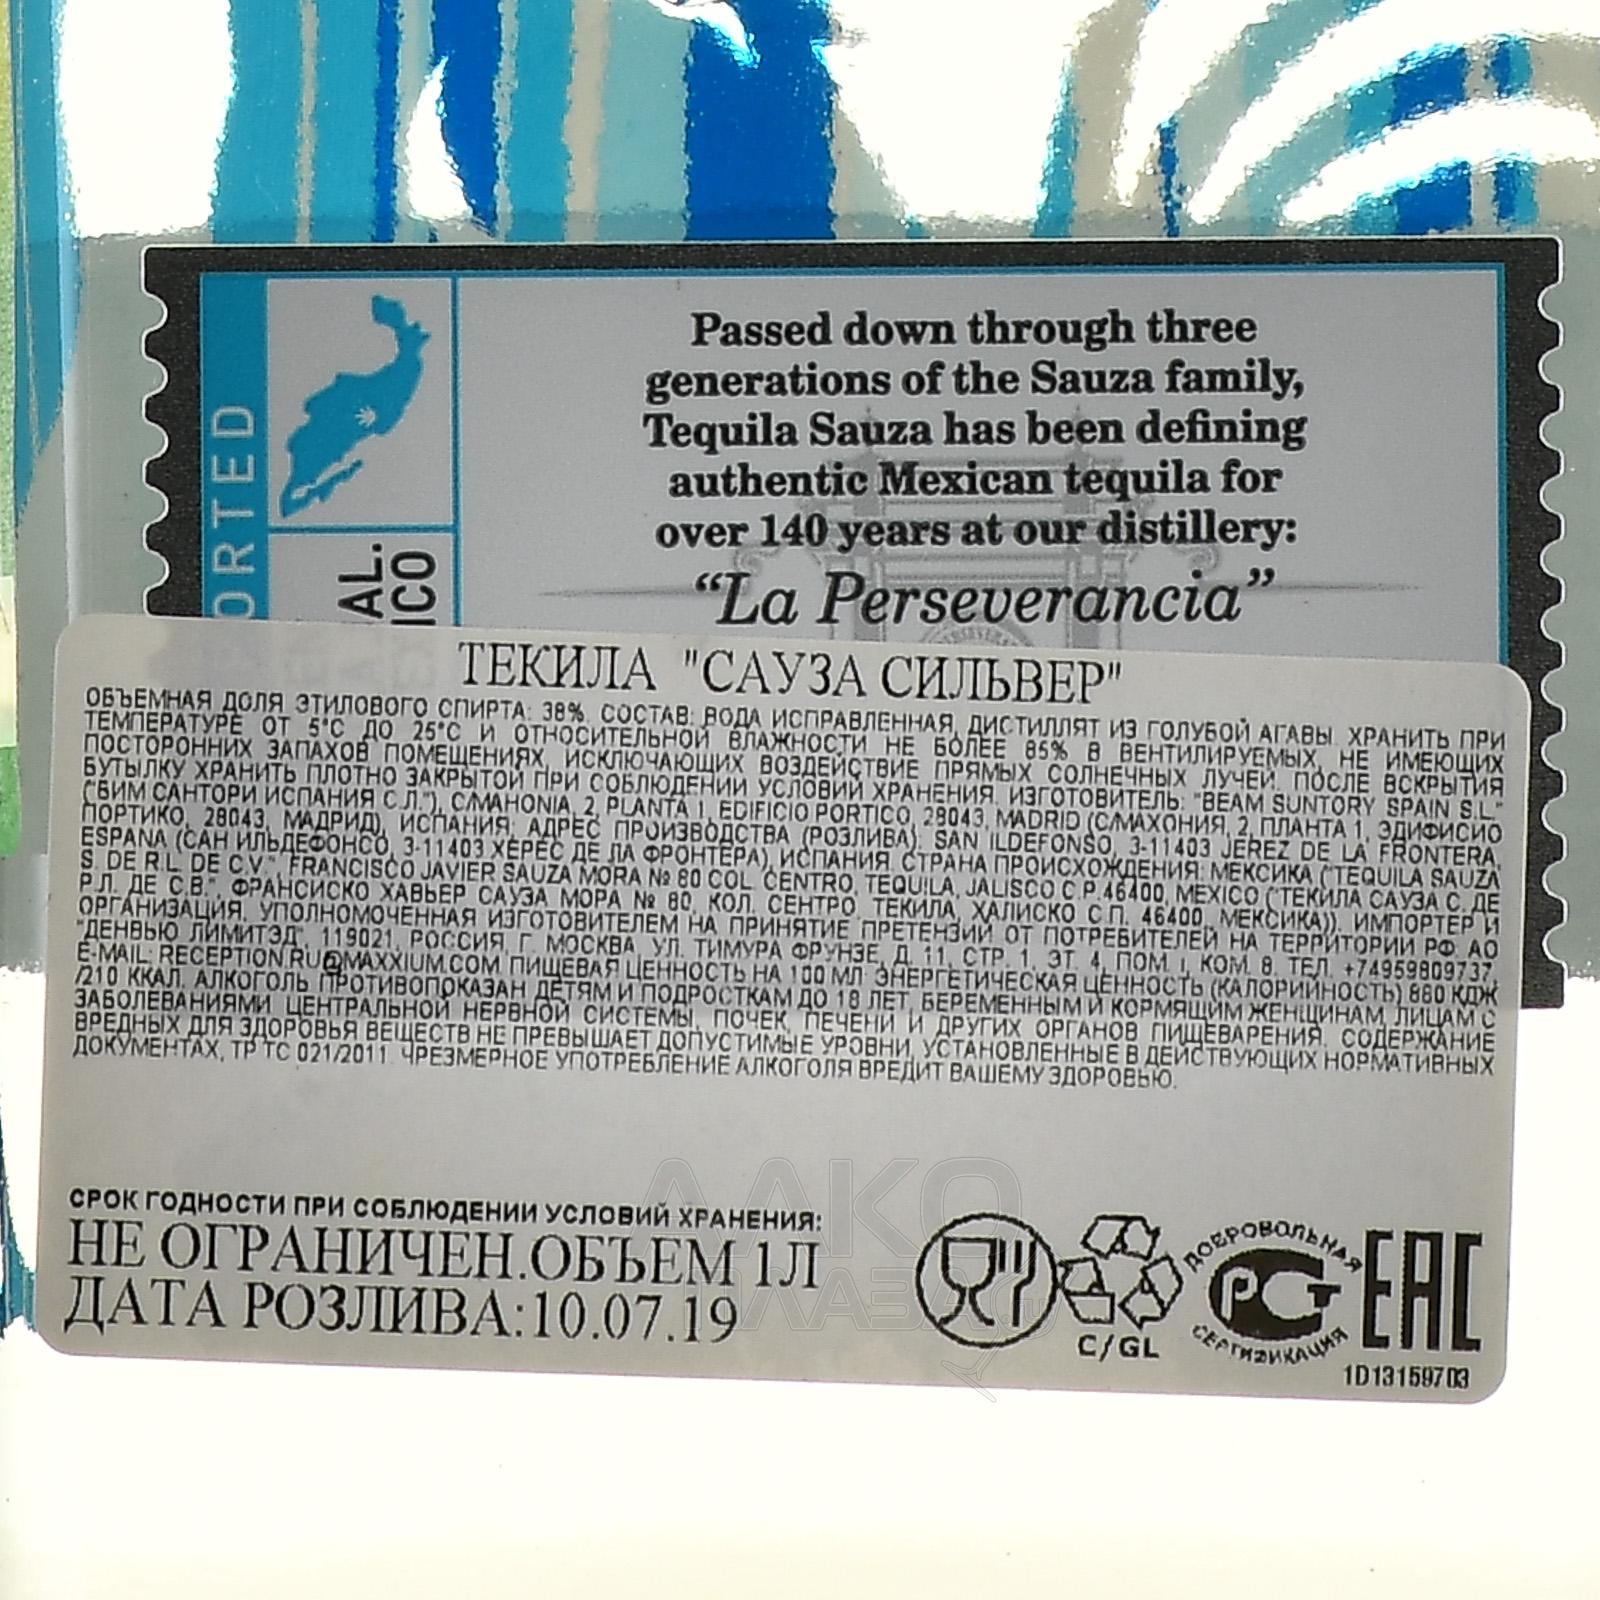 Passed down through three
generations of the Sauza family,
Tequila Sauza has been defining
authentic Mexican tequila for
over 140 years at our distillery:
"La Perseverancia"
ТЕКИЛА "САУЗА СИЛЬВЕР"
ОБЪЕМНАЯ ДОЛЯ ЭТИЛОВОГО СПИРТА: 38%. СОСТАВ: ВОДА ИСПРАВЛЕННАЯ, ДИСТИЛЛЯТ ИЗ ГОЛУБОЙ АГАВЫ. ХРАНИТЬ ПРИ
ТЕМПЕРАТУРЕ ОТ 5°С ДО 25°С И ОТНОСИТЕЛЬНОЙ ВЛАЖНОСТИ НЕ БОЛЕЕ 85% В ВЕНТИЛИРУЕМЫХ, НЕ ИМЕЮЩИХ
ПОСТОРОННИХ ЗАПАХОВ ПОМЕЩЕНИЯХ, ИСКЛЮЧАЮЩИХ ВОЗДЕЙСТВИЕ ПРЯМЫХ СОЛНЕЧНЫХ ЛУЧЕЙ. ПОСЛЕ ВСКРЫТИЯ
БУТЫЛКУ ХРАНИТЬ ПЛОТНО ЗАКРЫТОЙ ПРИ СОБЛЮДЕНИИ УСЛОВИЙ ХРАНЕНИЯ. ИЗГОТОВИТЕЛЬ: "BEAM SUNTORY SPAIN S.L."
("БИМ САНТОРИ ИСПАНИЯ С.Л."), C/MAHONIA, 2, PLANTA 1, EDIFICIO PORTICO, 28043, MADRID (С/МАХОНИЯ, 2, ПЛАНТА 1, ЭДИФИСИО
ПОРТИКО, 28043, МАДРИД), ИСПАНИЯ; АДРЕС ПРОИЗВОДСТВА (РОЗЛИВА): SAN ILDEFONSO, 3-11403 JEREZ DE LA FRONTERA,
ESPANA (САН ИЛЬДЕФОНСО, 3-11403 ХЕРЕС ДЕ ЛА ФРОНТЕРА), ИСПАНИЯ. СТРАНА ПРОИСХОЖДЕНИЯ: МЕКСИКА ("TEQUILA SAUZA
S. DE R.L. DE C.V.", FRANCISCO JAVIER SAUZA MORA № 80 COL. CENTRO, TEQUILA, JALISCO C.P. 46400, MEXICO ("ТЕКИЛА САУЗА С. ДЕ
Р.Л. ДЕ С.В.", ФРАНСИСКО ХАВЬЕР САУЗА МОРА № 80, КОЛ. СЕНТРО, ТЕКИЛА, ХАЛИСКО С.П. 46400, МЕКСИКА)). ИМПОРТЕР И
ОРГАНИЗАЦИЯ, УПОЛНОМОЧЕННАЯ ИЗГОТОВИТЕЛЕМ НА ПРИНЯТИЕ ПРЕТЕНЗИЙ ОТ ПОТРЕБИТЕЛЕЙ НА ТЕРРИТОРИИ РФ: АО
"ДЕНВЬЮ ЛИМИТЭД", 119021, РОССИЯ, Г. МОСКВА, УЛ. ТИМУРА ФРУНЗЕ, Д. 11, СТР. 1, ЭТ. 4, ПОМ. I, КОМ. 8. ТЕЛ. +74959809737,
E-MAIL: RECEPTION.RU@MAXXIUM.COM. ПИЩЕВАЯ ЦЕННОСТЬ НА 100 МЛ: ЭНЕРГЕТИЧЕСКАЯ ЦЕННОСТЬ (КАЛОРИЙНОСТЬ) 880 КДЖ
/210 ККАЛ. АЛКОГОЛЬ ПРОТИВОПОКАЗАН ДЕТЯМ И ПОДРОСТКАМ ДО 18 ЛЕТ, БЕРЕМЕННЫМ И КОРМЯЩИМ ЖЕНЩИНАМ, ЛИЦАМ С
ЗАБОЛЕВАНИЯМИ ЦЕНТРАЛЬНОЙ НЕРВНОЙ СИСТЕМЫ, ПОЧЕК, ПЕЧЕНИ И ДРУГИХ ОРГАНОВ ПИЩЕВАРЕНИЯ. СОДЕРЖАНИЕ
ВРЕДНЫХ ДЛЯ ЗДОРОВЬЯ ВЕЩЕСТВ НЕ ПРЕВЫШАЕТ ДОПУСТИМЫЕ УРОВНИ, УСТАНОВЛЕННЫЕ В ДЕЙСТВУЮЩИХ НОРМАТИВНЫХ
ДОКУМЕНТАХ, ТР ТС 021/2011. ЧРЕЗМЕРНОЕ УПОТРЕБЛЕНИЕ АЛКОГОЛЯ ВРЕДИТ ВАШЕМУ ЗДОРОВЬЮ.
СРОК ГОДНОСТИ ПРИ СОБЛЮДЕНИИ УСЛОВИЙ ХРАНЕНИЯ:
НЕ ОГРАНИЧЕН.ОБЪЕМ 1Л
ДАТА РОЗЛИВА:10.07.19
C/GL
ДОБРОВОЛЬНАЯ
РСТ
СЕРТИФИКАЦИЯ
EAC
1D13159703